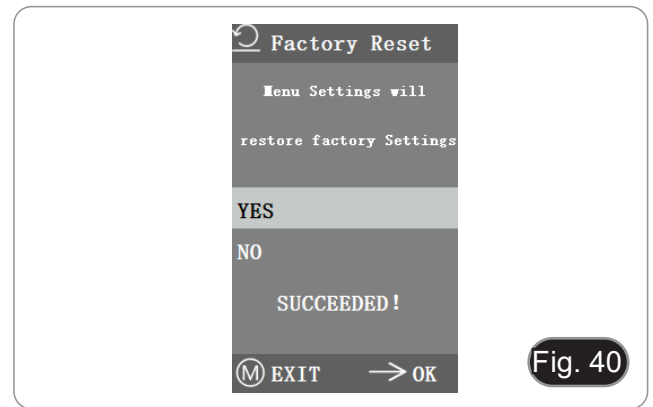 Factory Reset
Menu Settings will
restore factory Settings
YES
NO
SUCCEEDED!
M EXIT → OK
Fig. 40